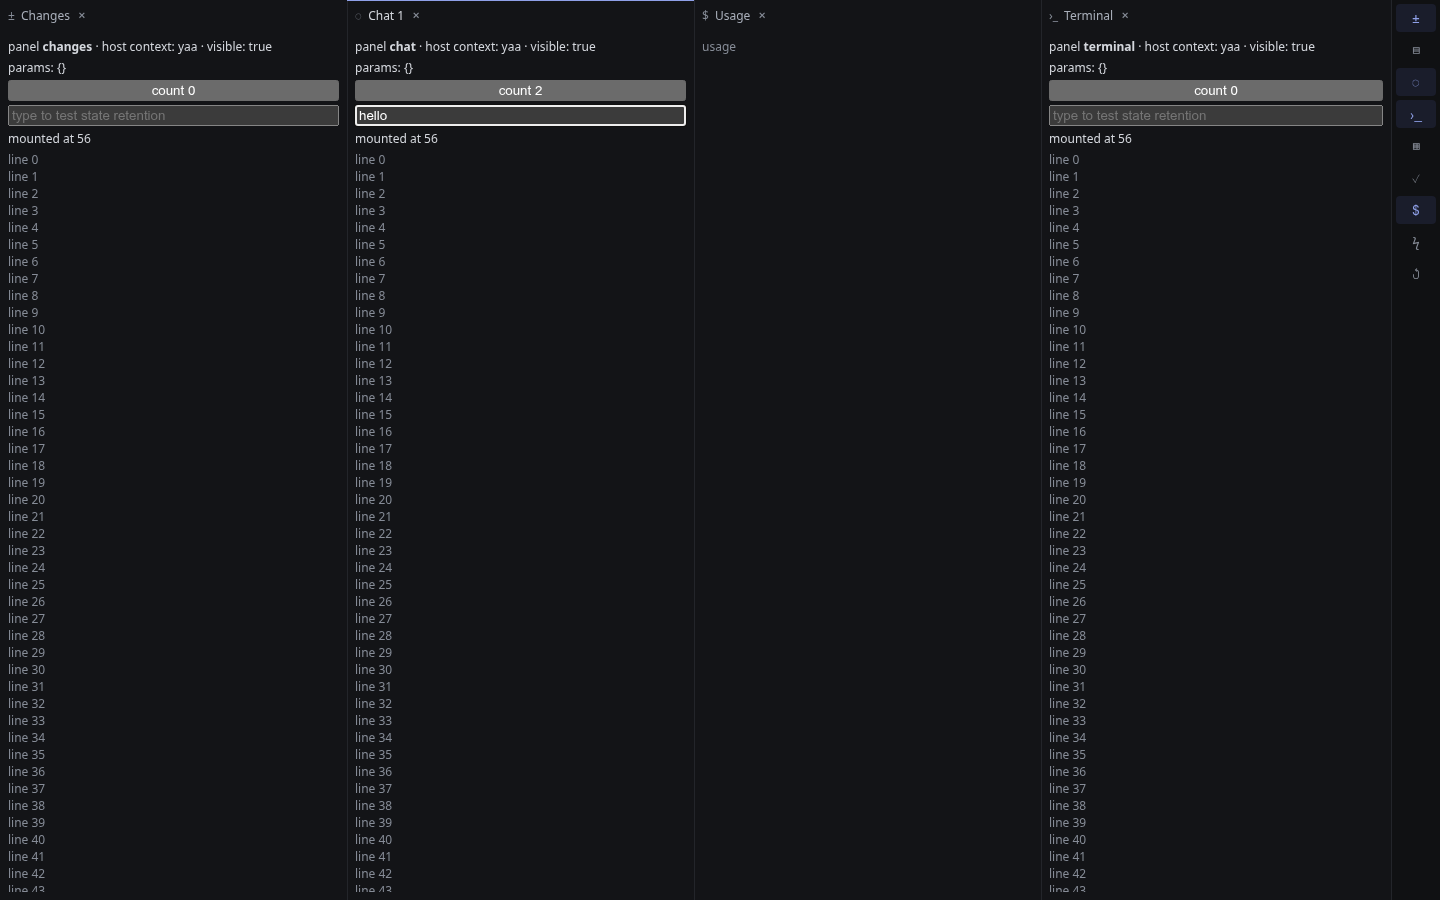 ± Changes ×
panel changes · host context: yaa · visible: true
params: {}
count 0
type to test state retention
mounted at 56
line 0
line 1
line 2
line 3
line 4
line 5
line 6
line 7
line 8
line 9
line 10
line 11
line 12
line 13
line 14
line 15
line 16
line 17
line 18
line 19
line 20
line 21
line 22
line 23
line 24
line 25
line 26
line 27
line 28
line 29
line 30
line 31
line 32
line 33
line 34
line 35
line 36
line 37
line 38
line 39
line 40
line 41
line 42
line 43
Chat 1 ×
panel chat · host context: yaa · visible: true
params: {}
count 2
hello
mounted at 56
line 0
line 1
line 2
line 3
line 4
line 5
line 6
line 7
line 8
line 9
line 10
line 11
line 12
line 13
line 14
line 15
line 16
line 17
line 18
line 19
line 20
line 21
line 22
line 23
line 24
line 25
line 26
line 27
line 28
line 29
line 30
line 31
line 32
line 33
line 34
line 35
line 36
line 37
line 38
line 39
line 40
line 41
line 42
line 43
$ Usage ×
usage
›_ Terminal ×
panel terminal · host context: yaa · visible: true
params: {}
count 0
type to test state retention
mounted at 56
line 0
line 1
line 2
line 3
line 4
line 5
line 6
line 7
line 8
line 9
line 10
line 11
line 12
line 13
line 14
line 15
line 16
line 17
line 18
line 19
line 20
line 21
line 22
line 23
line 24
line 25
line 26
line 27
line 28
line 29
line 30
line 31
line 32
line 33
line 34
line 35
line 36
line 37
line 38
line 39
line 40
line 41
line 42
line 43
±
›_
✓
$